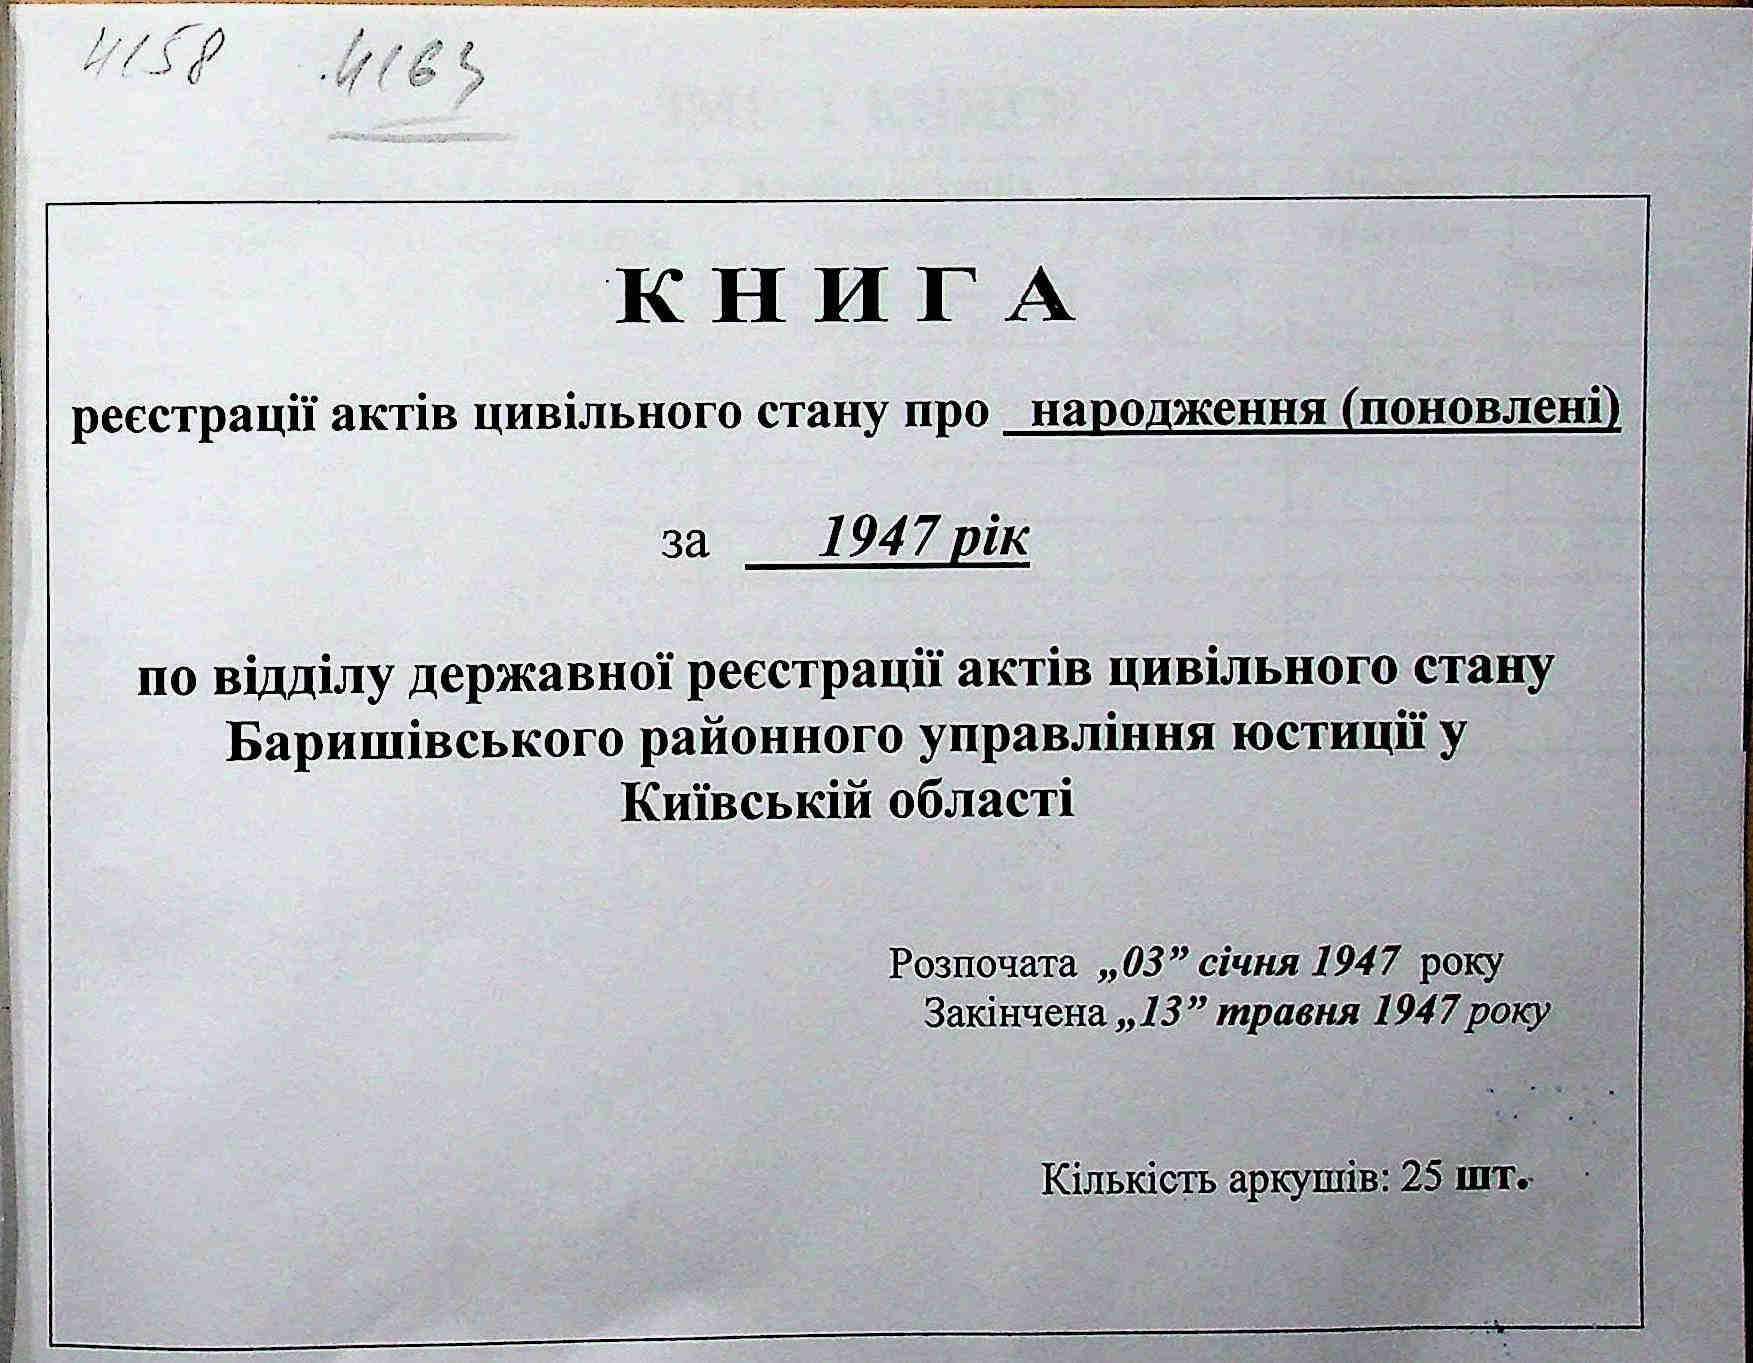 4158 4163
КНИГА
реєстрації актів цивільного стану про народження (поновлені)
за 1947 рік
по відділу державної реєстрації актів цивільного стану
Баришівського районного управління юстиції у
Київській області
Розпочата „03” січня 1947 року
Закінчена „13” травня 1947 року
Кількість аркушів: 25 шт.